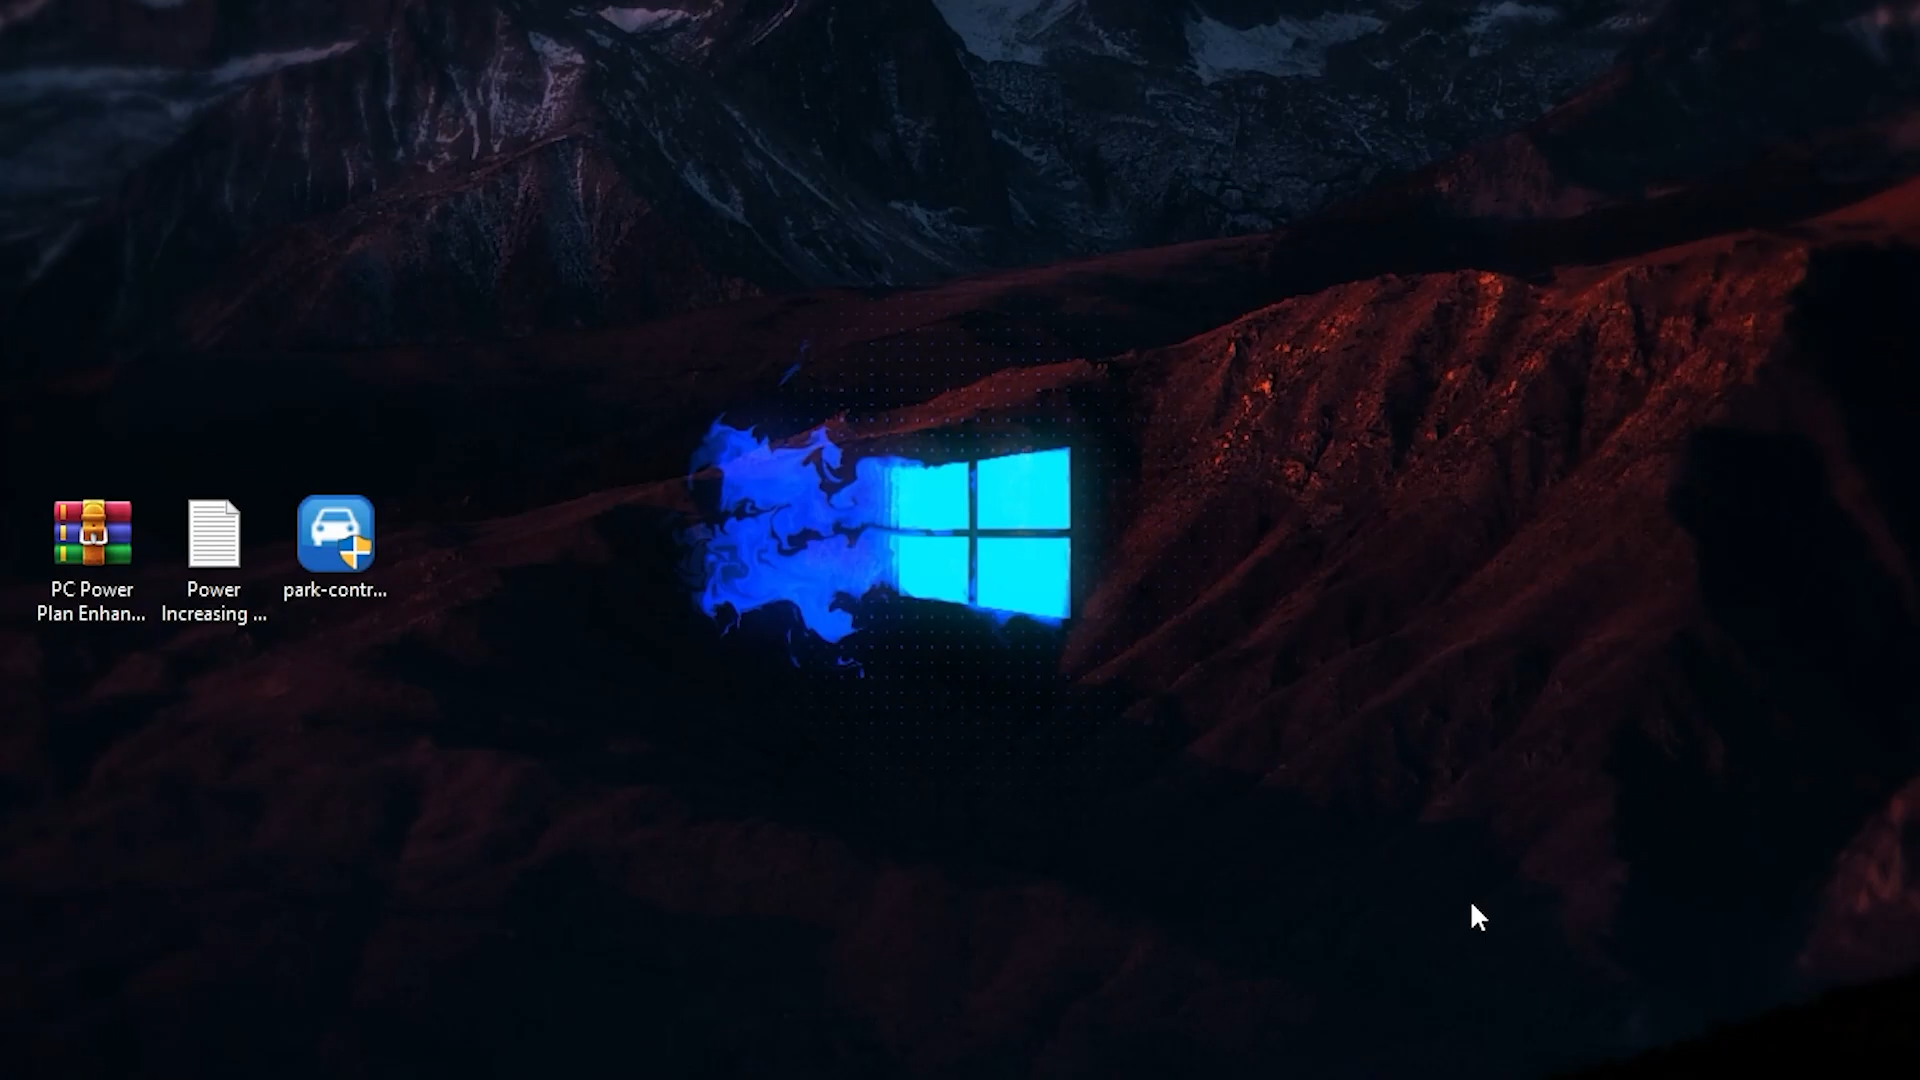 PC Power
Plan Enhan...
Power
Increasing ...
park-contr...